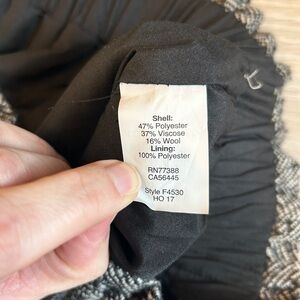 Shell:
47% Polyester
37% Viscose
16% Wool
Lining:
100% Polyester
RN77388
CA56445
Style F4530
HO 17